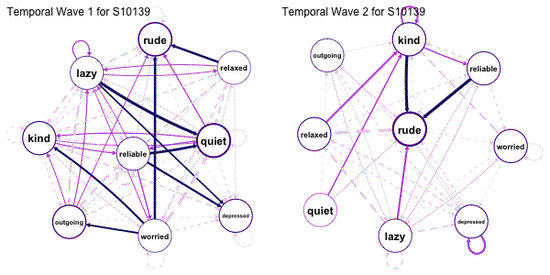 Temporal Wave 1 for S10139
rude
relaxed
lazy
kind
quiet
reliable
outgoing
worried
depressed
Temporal Wave 2 for S10139
kind
outgoing
reliable
relaxed
rude
worried
quiet
lazy
depressed